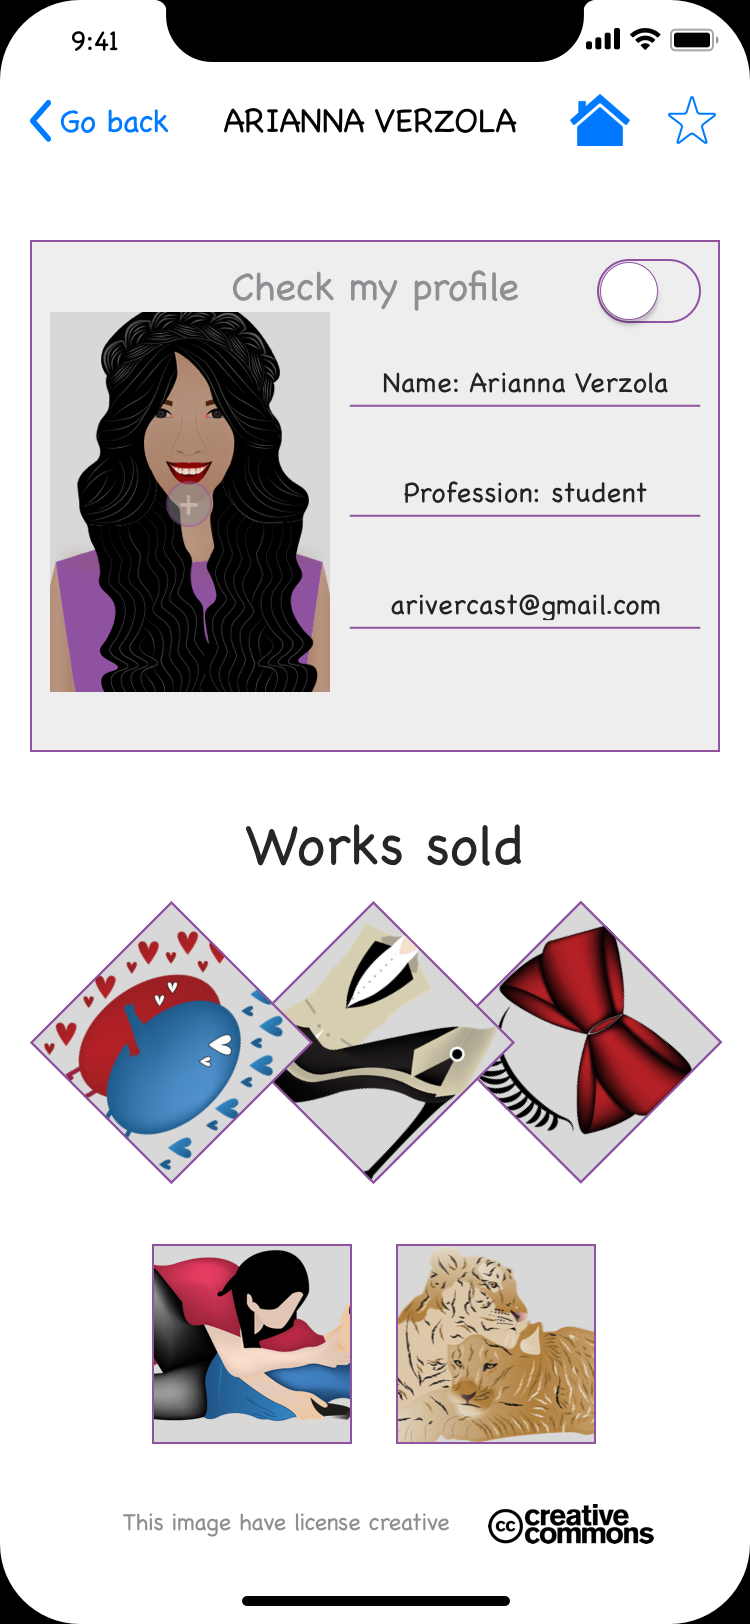 9:41
Go back
ARIANNA VERZOLA
Check my profile
Name: Arianna Verzola
Profession: student
arivercast@gmail.com
Works sold
This image have license creative
cc creative
commons